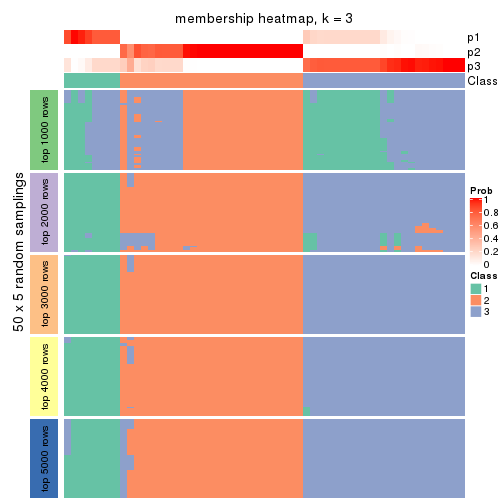 membership heatmap, k = 3
p1
p2
p3
Class
50 x 5 random samplings
top 1000 rows
top 2000 rows
top 3000 rows
top 4000 rows
top 5000 rows
Prob
1
0.8
0.6
0.4
0.2
0
Class
1
2
3